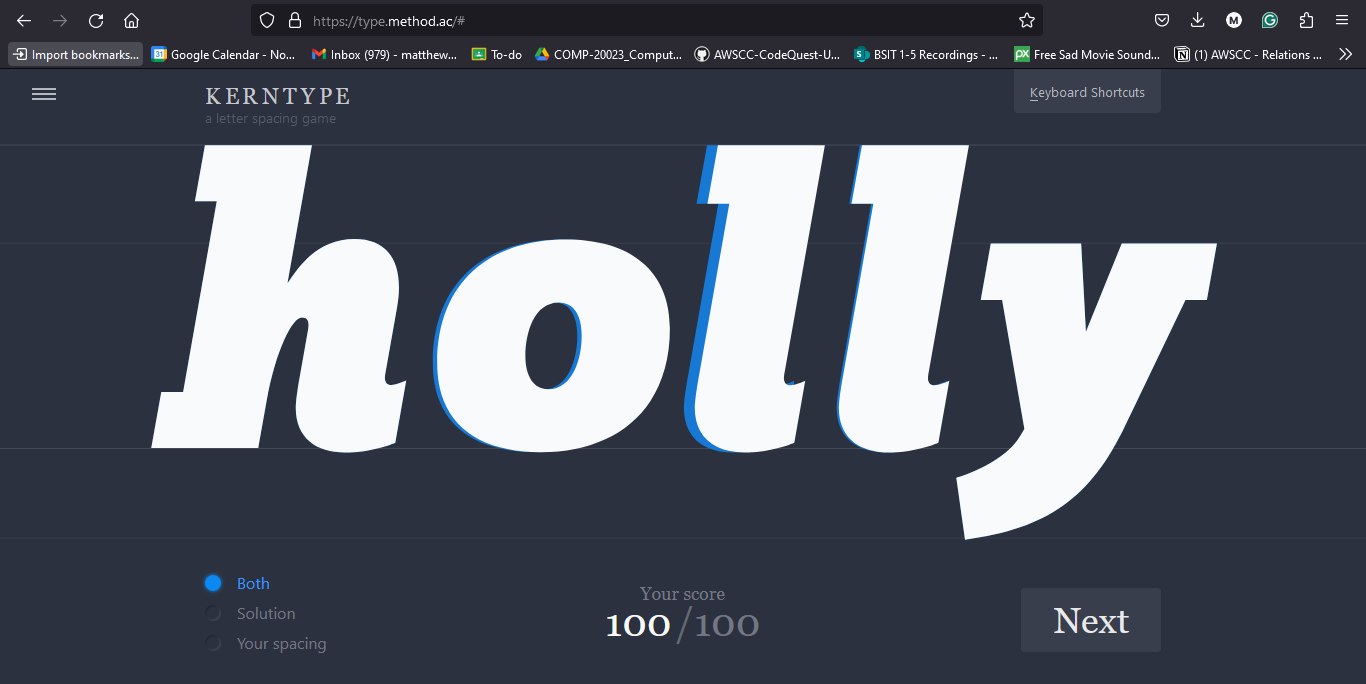 https://type.method.ac/#
Import bookmarks... Google Calendar - No... Inbox (979) - matthew... To-do COMP-20023_Comput... AWSCC-CodeQuest-U... BSIT 1-5 Recordings - ... Free Sad Movie Sound... (1) AWSCC - Relations ...
KERNTYPE
a letter spacing game
Keyboard Shortcuts
holly
Both
Solution
Your spacing
Your score
100/100
Next